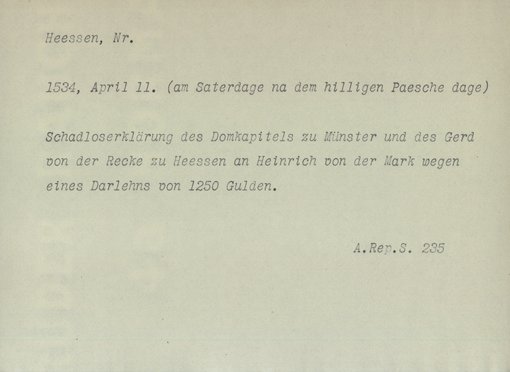 Heessen, Nr.
1534, April 11. (am Saterdage na dem hilligen Paesche dage)
Schadloserklärung des Domkapitels zu Münster und des Gerd
von der Recke zu Heessen an Heinrich von der Mark wegen
eines Darlehns von 1250 Gulden.
A.Rep.S. 235